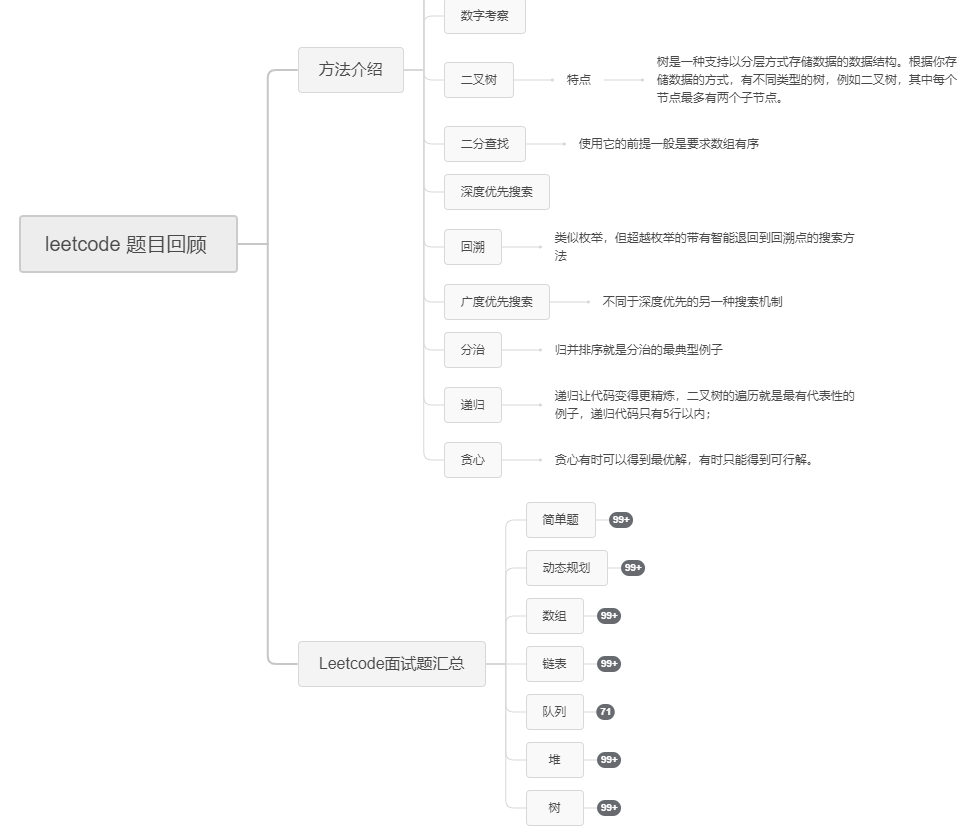 leetcode 题目回顾
方法介绍
数字考察
二叉树
特点
树是一种支持以分层方式存储数据的数据结构。根据你存
储数据的方式，有不同类型的树，例如二叉树，其中每个
节点最多有两个子节点。
二分查找
使用它的前提一般是要求数组有序
深度优先搜索
回溯
类似枚举，但超越枚举的带有智能退回到回溯点的搜索方
法
广度优先搜索
不同于深度优先的另一种搜索机制
分治
归并排序就是分治的最典型例子
递归
递归让代码变得更精炼，二叉树的遍历就是最有代表性的
例子，递归代码只有5行以内；
贪心
贪心有时可以得到最优解，有时只能得到可行解。
Leetcode面试题汇总
简单题
99+
动态规划
99+
数组
99+
链表
99+
队列
71
堆
99+
树
99+